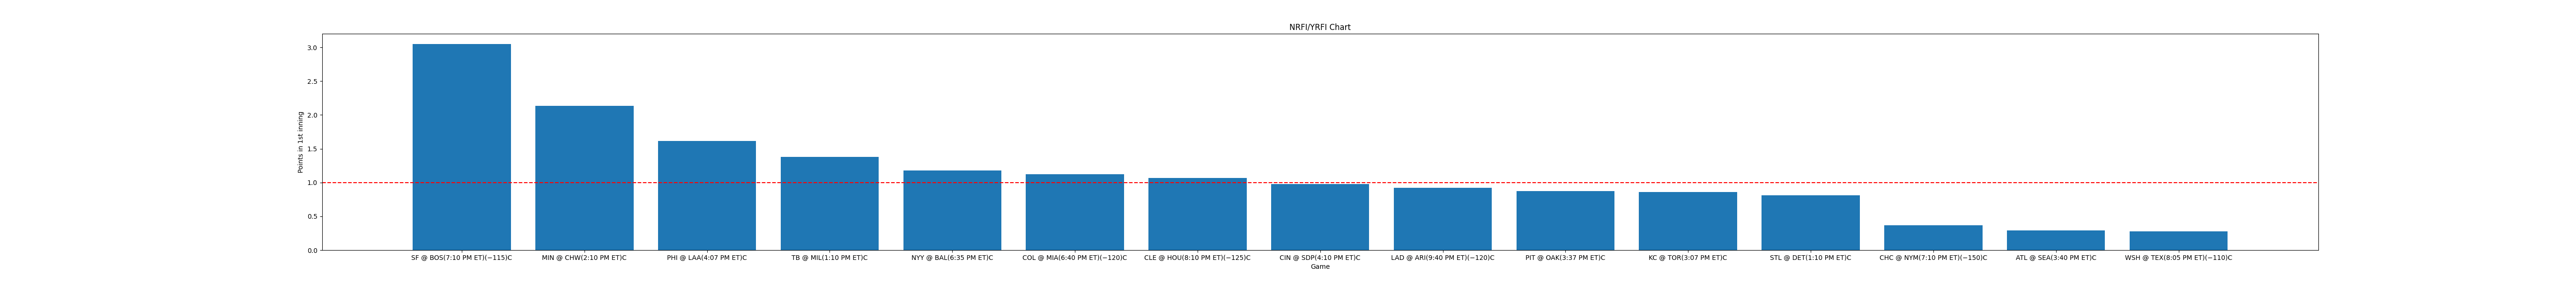 NRFI/YRFI Chart
Points in 1st inning
3.0
2.5
2.0
1.5
1.0
0.5
0.0
SF @ BOS(7:10 PM ET)(−115)C
MIN @ CHW(2:10 PM ET)C
PHI @ LAA(4:07 PM ET)C
TB @ MIL(1:10 PM ET)C
NYY @ BAL(6:35 PM ET)C
COL @ MIA(6:40 PM ET)(−120)C
CLE @ HOU(8:10 PM ET)(−125)C
CIN @ SDP(4:10 PM ET)C
LAD @ ARI(9:40 PM ET)(−120)C
PIT @ OAK(3:37 PM ET)C
KC @ TOR(3:07 PM ET)C
STL @ DET(1:10 PM ET)C
CHC @ NYM(7:10 PM ET)(−150)C
ATL @ SEA(3:40 PM ET)C
WSH @ TEX(8:05 PM ET)(−110)C
Game